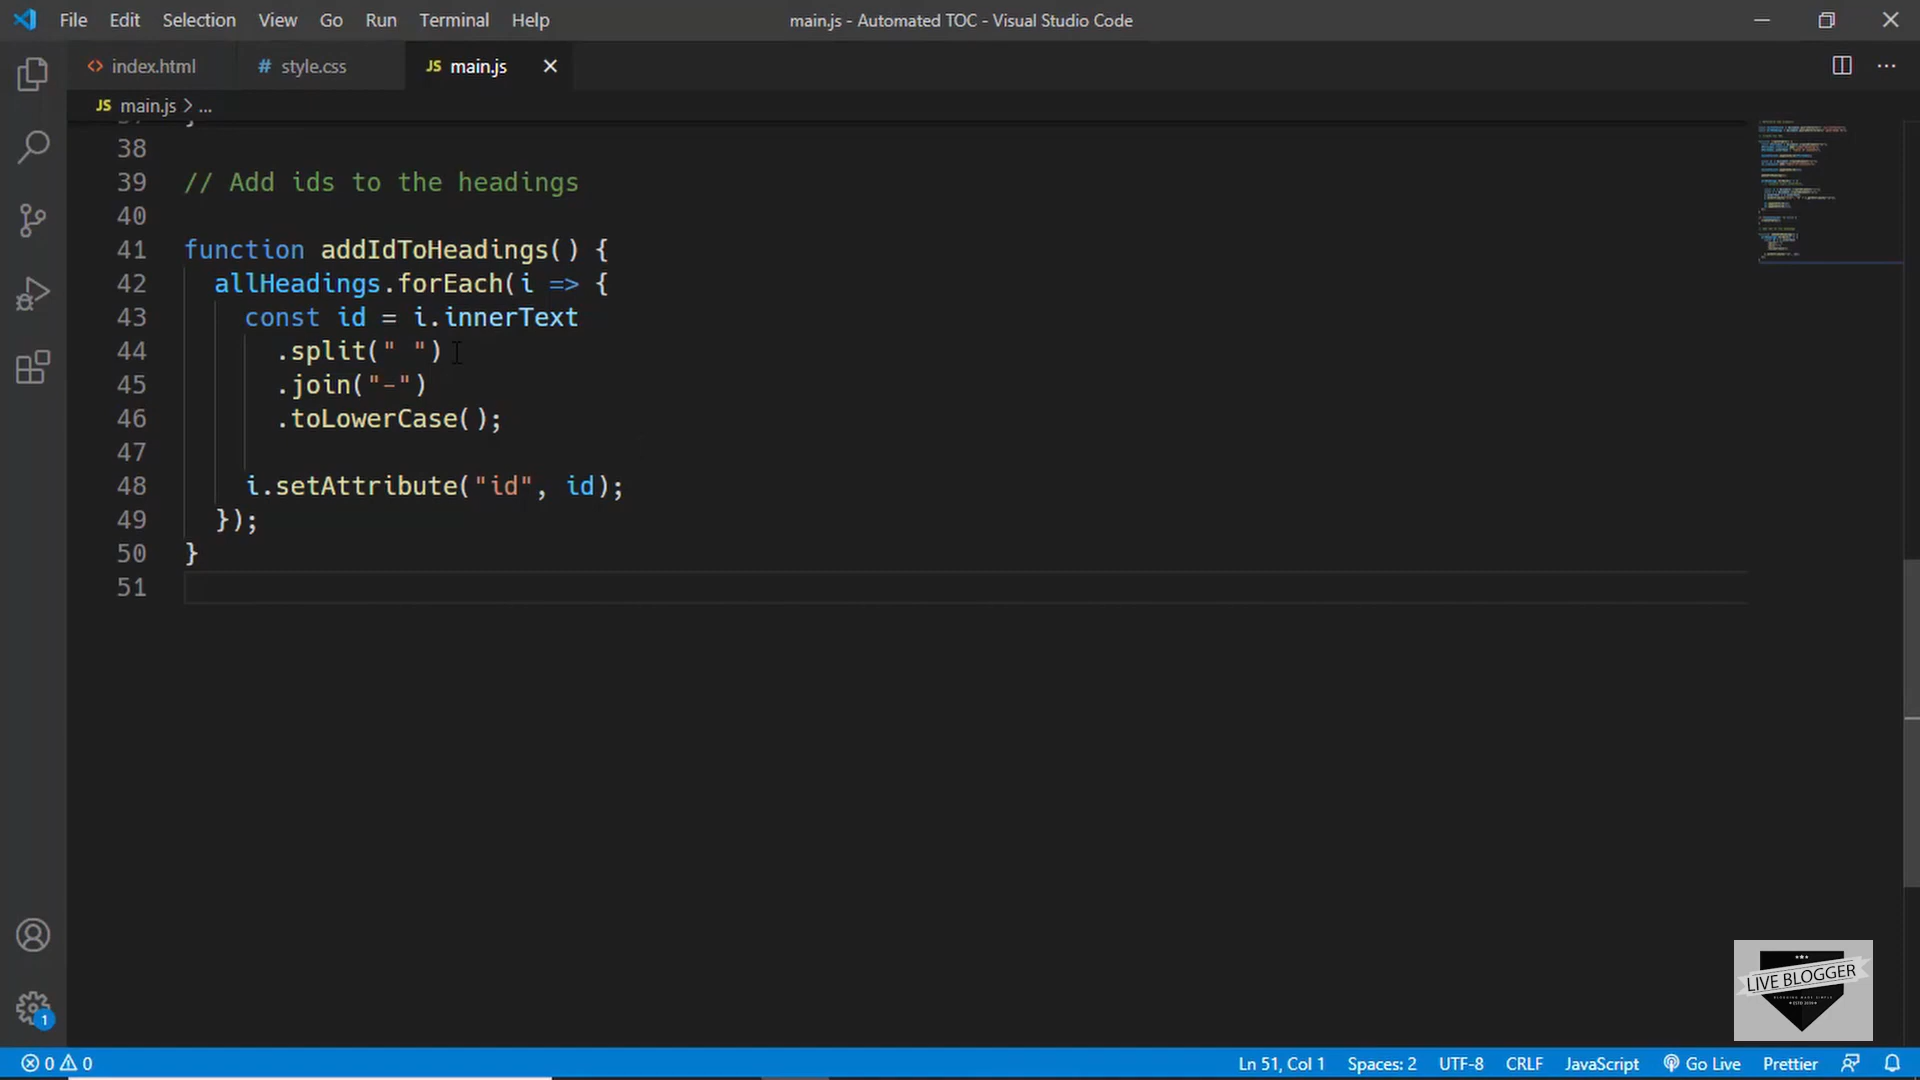 File Edit Selection View Go Run Terminal Help main.js - Automated TOC - Visual Studio Code
<> index.html # style.css JS main.js
JS main.js > ...
38
39 // Add ids to the headings
40
41 function addIdToHeadings() {
42 allHeadings.forEach(i => {
43 const id = i.innerText
44 .split(" ")
45 .join("-")
46 .toLowerCase();
47
48 i.setAttribute("id", id);
49 });
50 }
51
LIVE BLOGGER
1
0 0 Ln 51, Col 1 Spaces: 2 UTF-8 CRLF JavaScript Go Live Prettier